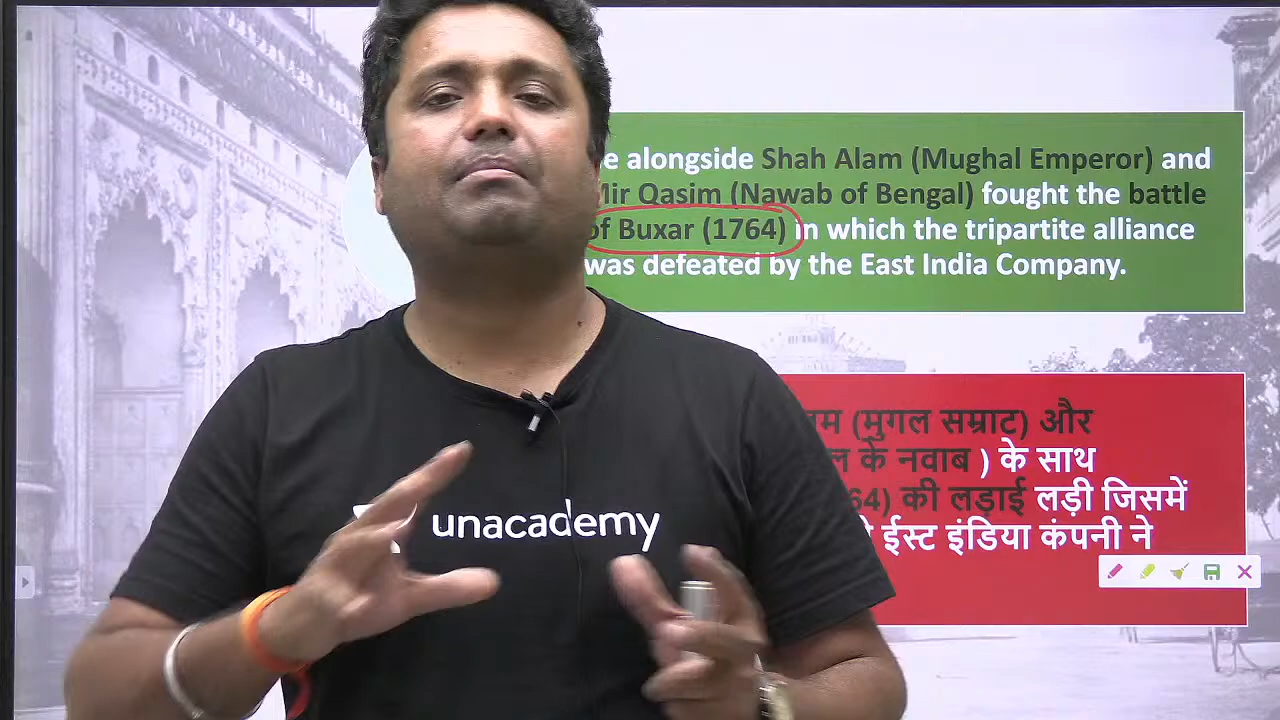 alongside Shah Alam (Mughal Emperor) and
Qasim (Nawab of Bengal) fought the battle
of Buxar (1764) in which the tripartite alliance
was defeated by the East India Company.
(मुगल सम्राट) और
के नवाब ) के साथ
की लड़ाई लड़ी जिसमें
ईस्ट इंडिया कंपनी ने
unacademy